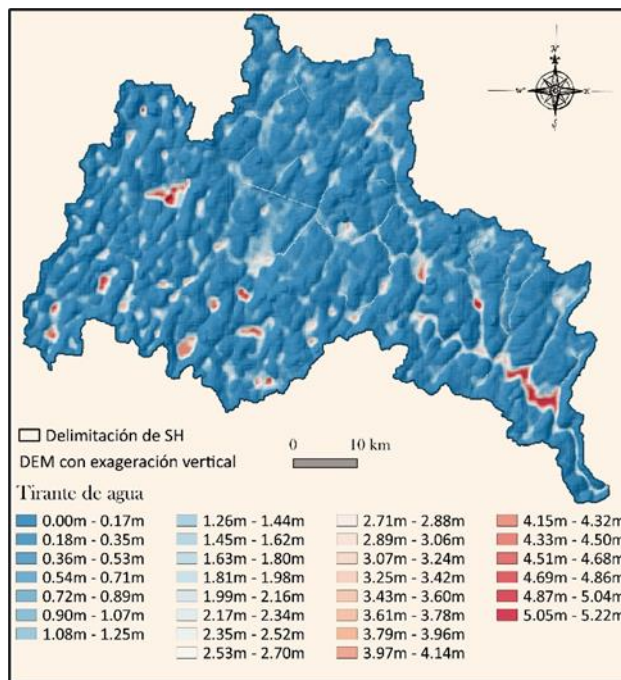 N
W
E
S
Delimitación de SH
0 10 km
DEM con exageración vertical
Tirante de agua
0.00m - 0.17m
0.18m - 0.35m
0.36m - 0.53m
0.54m - 0.71m
0.72m - 0.89m
0.90m - 1.07m
1.08m - 1.25m
1.26m - 1.44m
1.45m - 1.62m
1.63m - 1.80m
1.81m - 1.98m
1.99m - 2.16m
2.17m - 2.34m
2.35m - 2.52m
2.53m - 2.70m
2.71m - 2.88m
2.89m - 3.06m
3.07m - 3.24m
3.25m - 3.42m
3.43m - 3.60m
3.61m - 3.78m
3.79m - 3.96m
3.97m - 4.14m
4.15m - 4.32m
4.33m - 4.50m
4.51m - 4.68m
4.69m - 4.86m
4.87m - 5.04m
5.05m - 5.22m